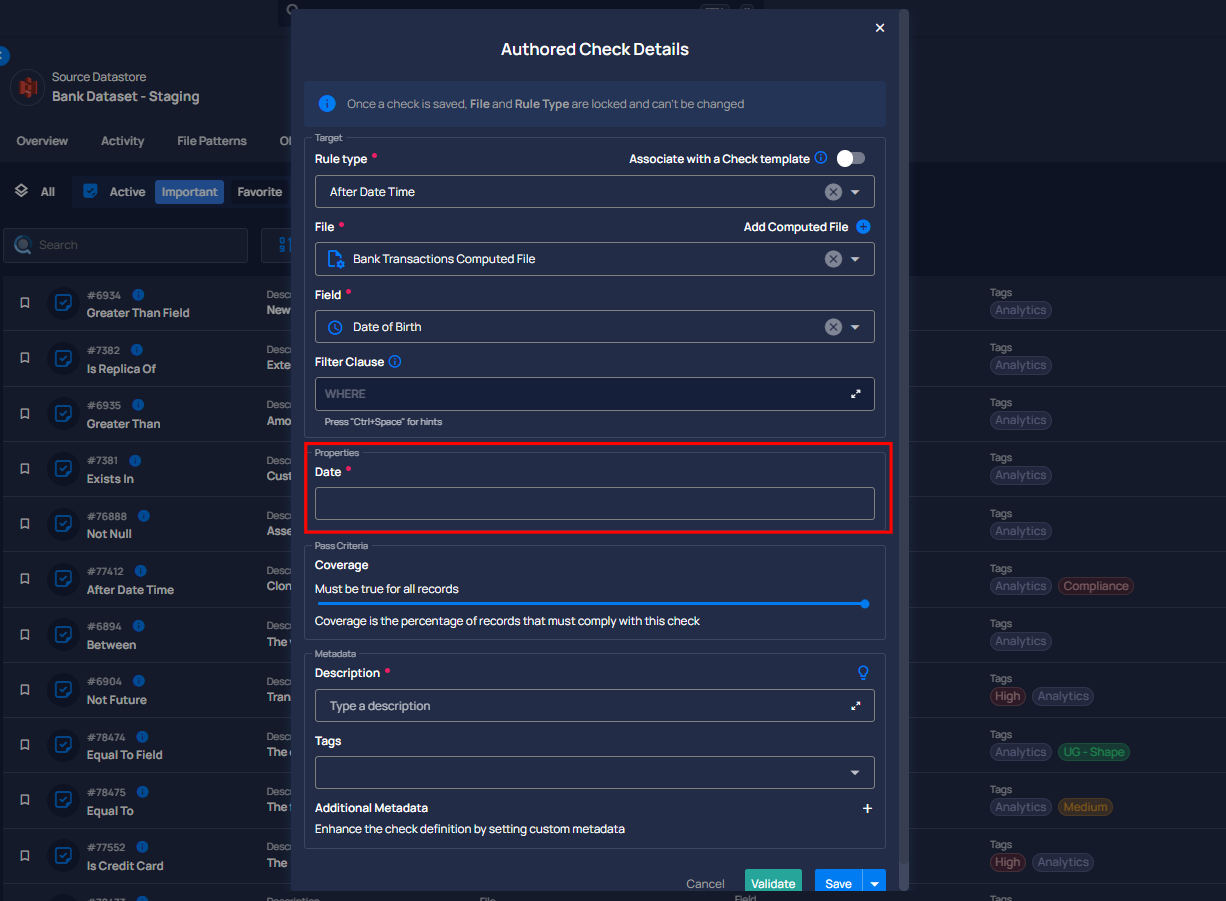 Authored Check Details
Source Datastore
Bank Dataset - Staging
Overview Activity File Patterns
All Active Important Favorite
Search
Once a check is saved, File and Rule Type are locked and can't be changed
Target
Rule type • Associate with a Check template
After Date Time
File • Add Computed File
Bank Transactions Computed File
Field •
Date of Birth
Filter Clause
WHERE
Press "Ctrl+Space" for hints
Properties
Date •
Pass Criteria
Coverage
Must be true for all records
Coverage is the percentage of records that must comply with this check
Metadata
Description •
Type a description
Tags
Additional Metadata
Enhance the check definition by setting custom metadata
Cancel Validate Save
#6934
Greater Than Field
New
Tags
Analytics
#7382
Is Replica Of
Exte
Tags
Analytics
#6935
Greater Than
Amo
Tags
Analytics
#7381
Exists In
Cust
Tags
Analytics
#76888
Not Null
Asse
Tags
Analytics
#77412
After Date Time
Clon
Tags
Analytics Compliance
#6894
Between
Tags
Analytics
#6904
Not Future
Tran
Tags
High Analytics
#78474
Equal To Field
Tags
Analytics UG - Shape
#78475
Equal To
Tags
Analytics Medium
#77552
Is Credit Card
The
Tags
High Analytics